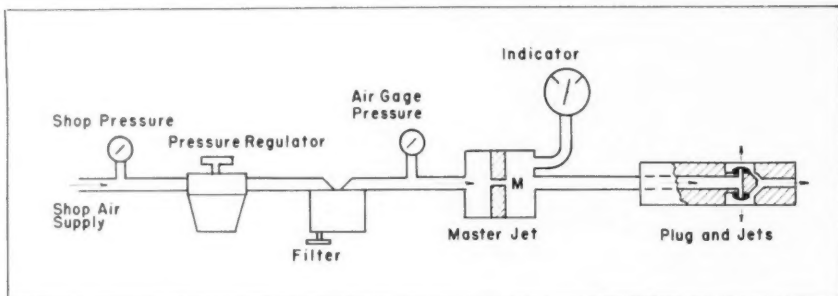 Indicator
Air Gage
Pressure
Shop Pressure
Pressure Regulator
M
Shop Air
Supply
Filter
Master Jet
Plug and Jets